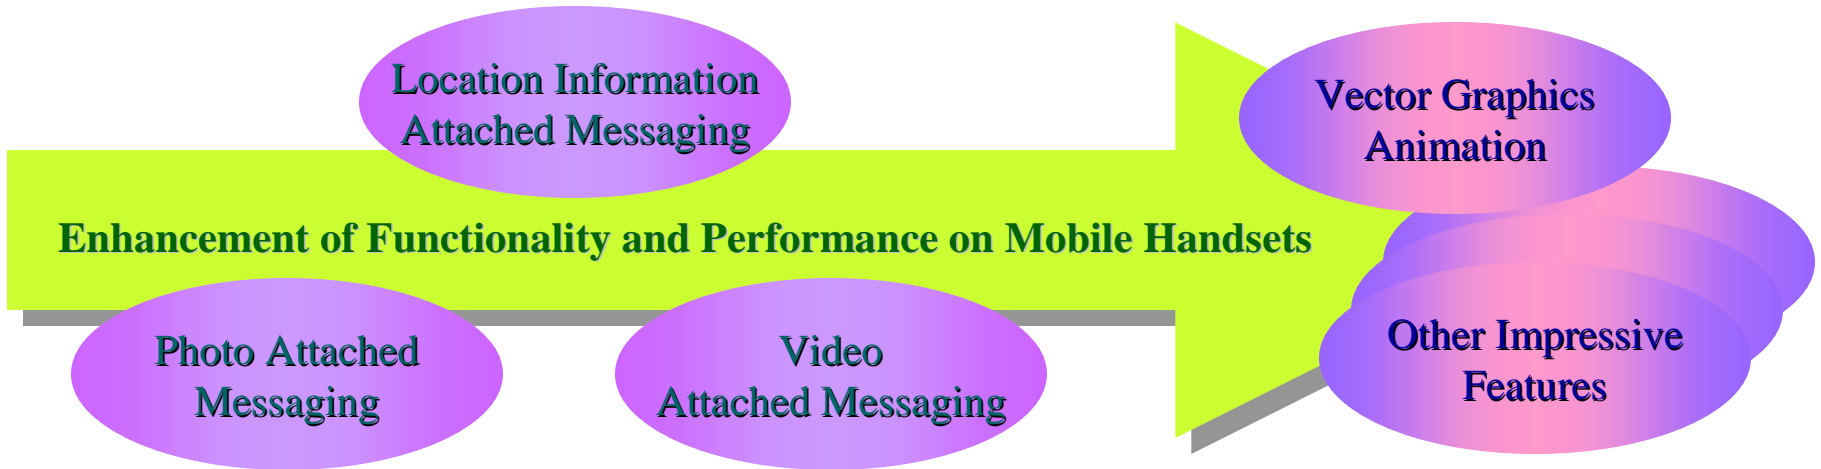 Location Information
Attached Messaging
Vector Graphics
Animation
Enhancement of Functionality and Performance on Mobile Handsets
Photo Attached
Messaging
Video
Attached Messaging
Other Impressive
Features